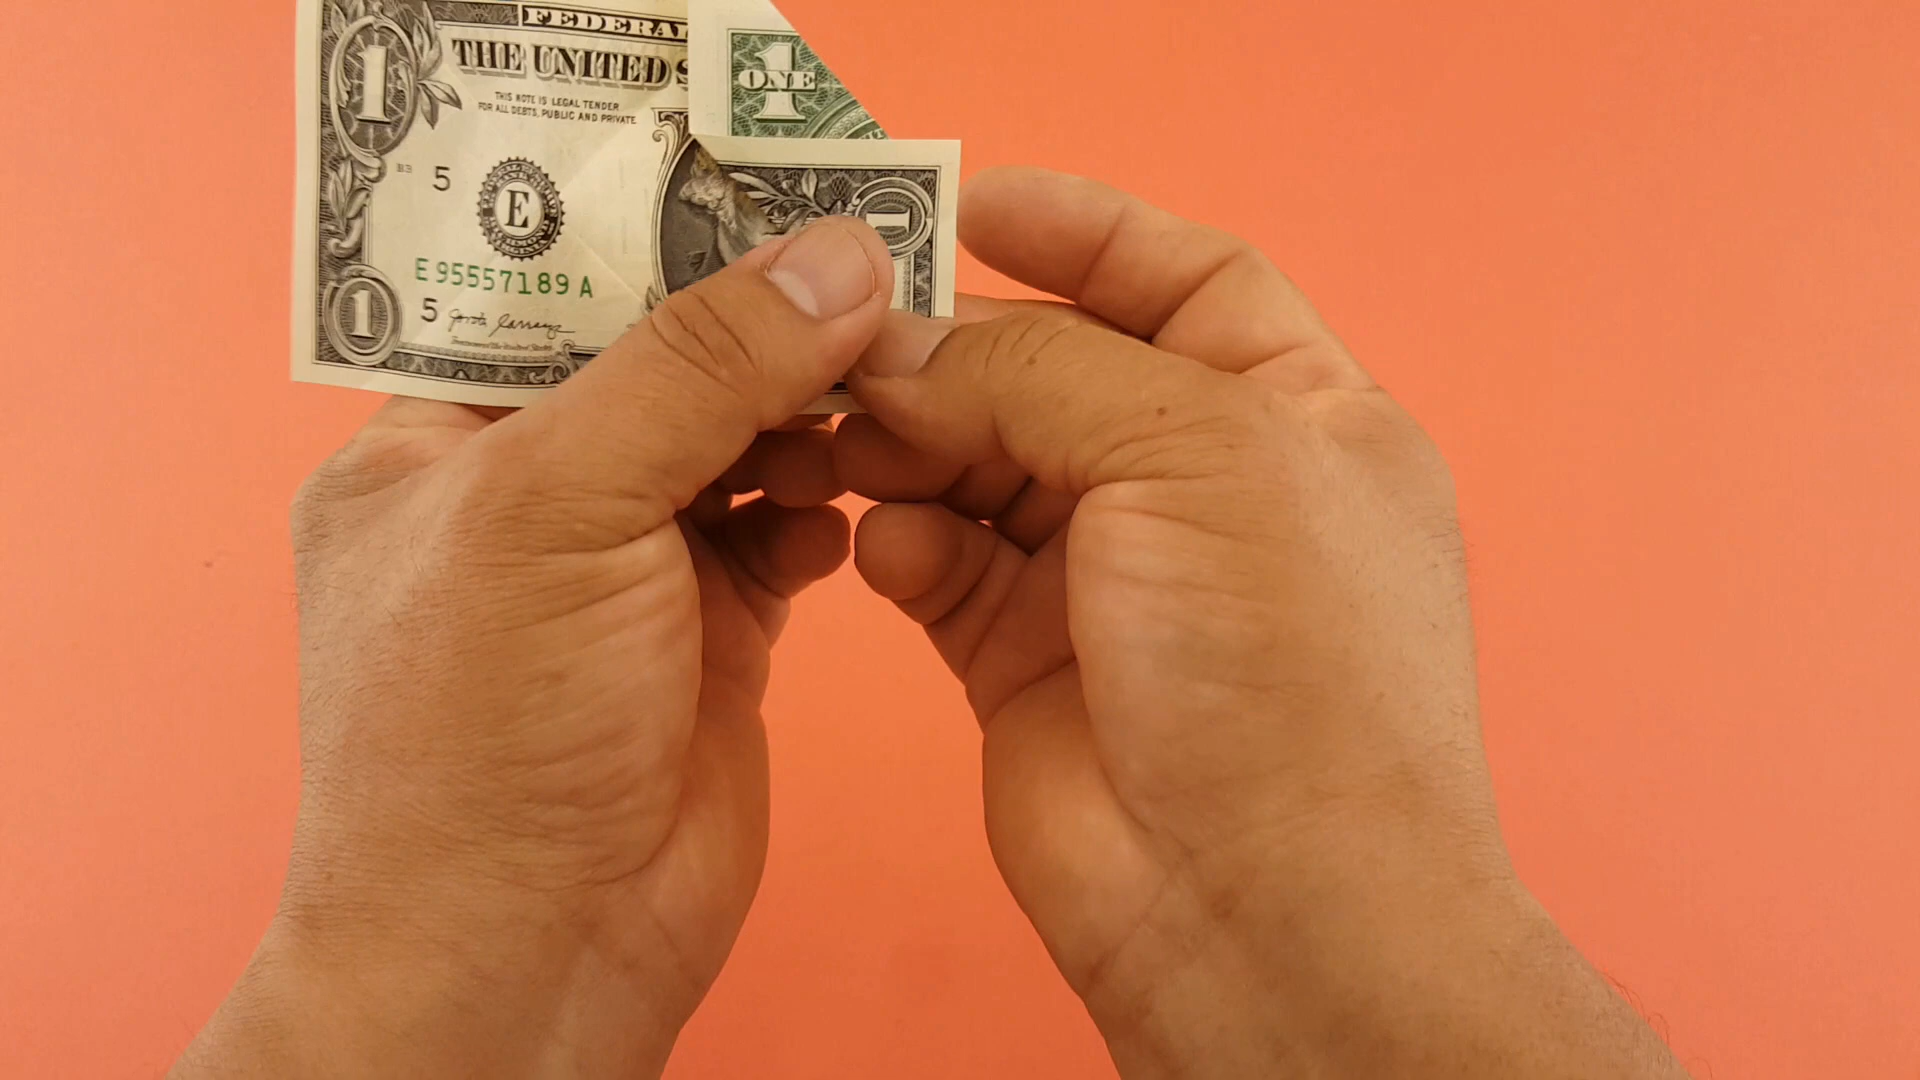 FEDERAL
THE UNITED S
1
ONE
1
THIS NOTE IS LEGAL TENDER
FOR ALL DEBTS, PUBLIC AND PRIVATE
5
E
1
E 95557189 A
1
5